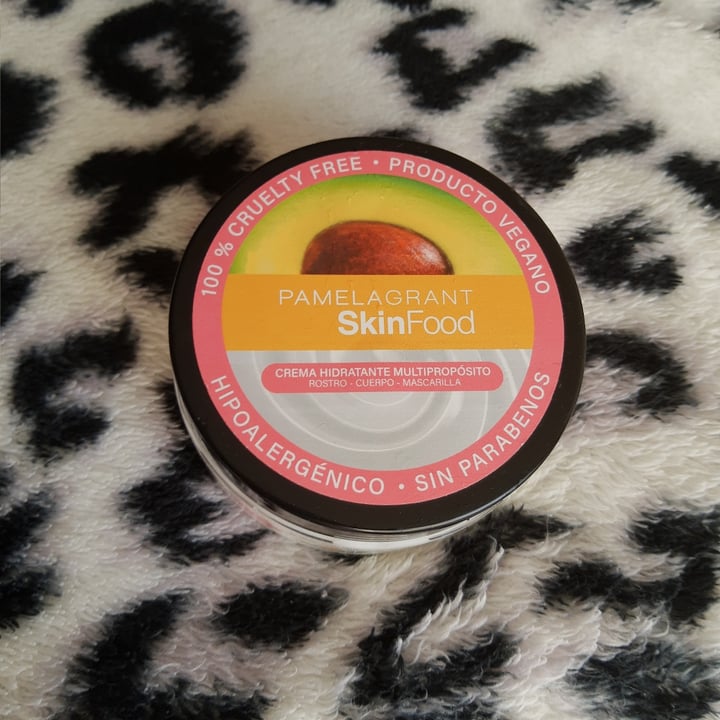 100 % CRUELTY FREE • PRODUCTO VEGANO
PAMELAGRANT
SkinFood
CREMA HIDRATANTE MULTIPROPÓSITO
ROSTRO - CUERPO - MASCARILLA
HIPOALERGÉNICO • SIN PARABENOS